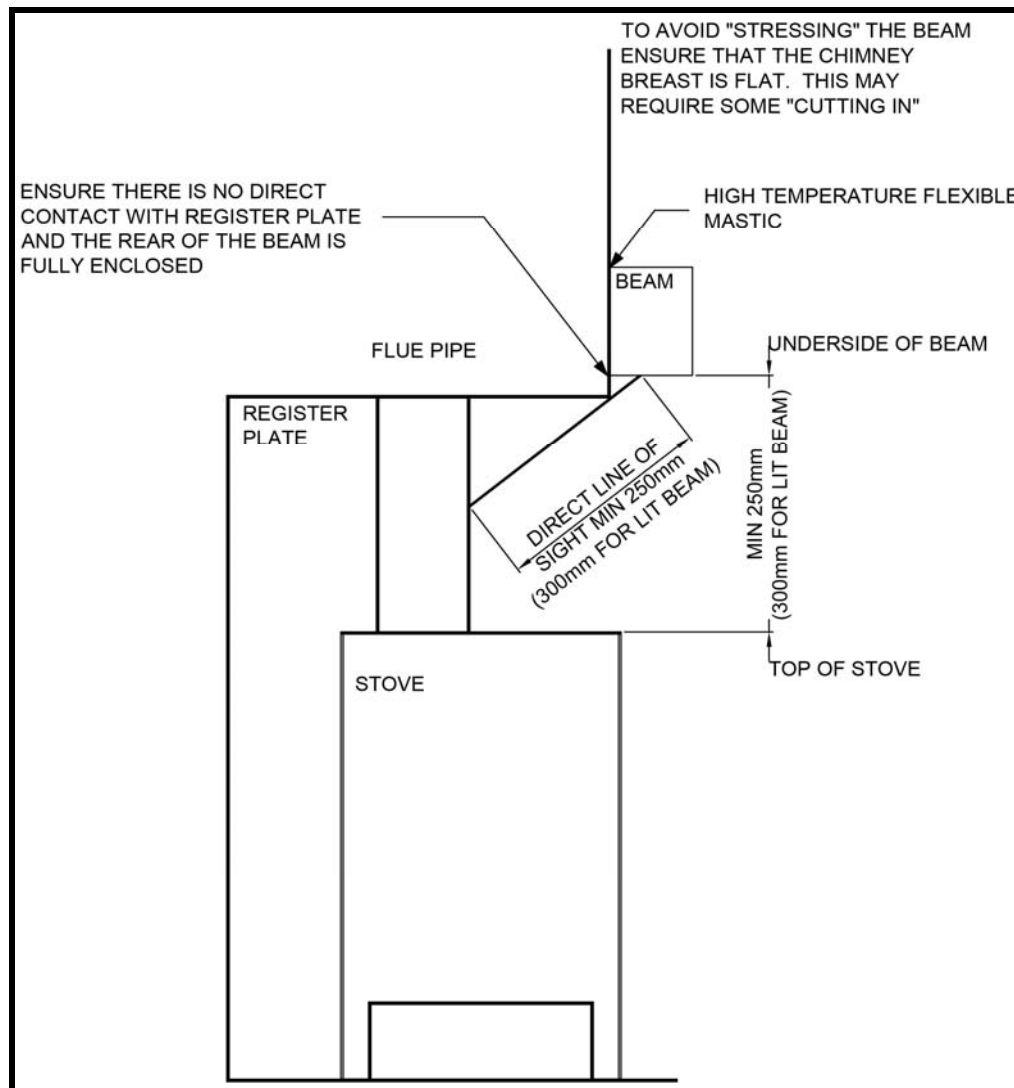 TO AVOID "STRESSING" THE BEAM
ENSURE THAT THE CHIMNEY
BREAST IS FLAT. THIS MAY
REQUIRE SOME "CUTTING IN"
ENSURE THERE IS NO DIRECT
CONTACT WITH REGISTER PLATE
AND THE REAR OF THE BEAM IS
FULLY ENCLOSED
HIGH TEMPERATURE FLEXIBLE
MASTIC
BEAM
FLUE PIPE
UNDERSIDE OF BEAM
REGISTER
PLATE
DIRECT LINE OF
SIGHT MIN 250mm
(300mm FOR LIT BEAM)
MIN 250mm
(300mm FOR LIT BEAM)
STOVE
TOP OF STOVE